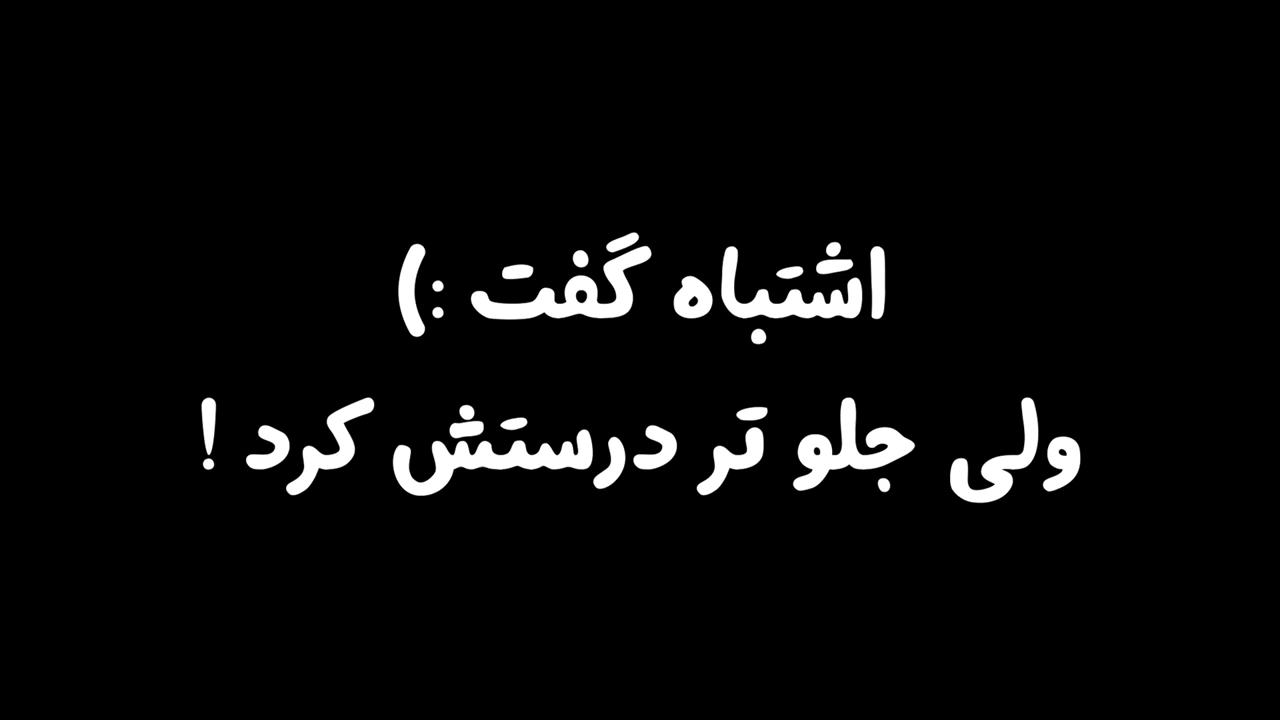 اشتباه گفت :)
ولی جلو تر درستش کرد !